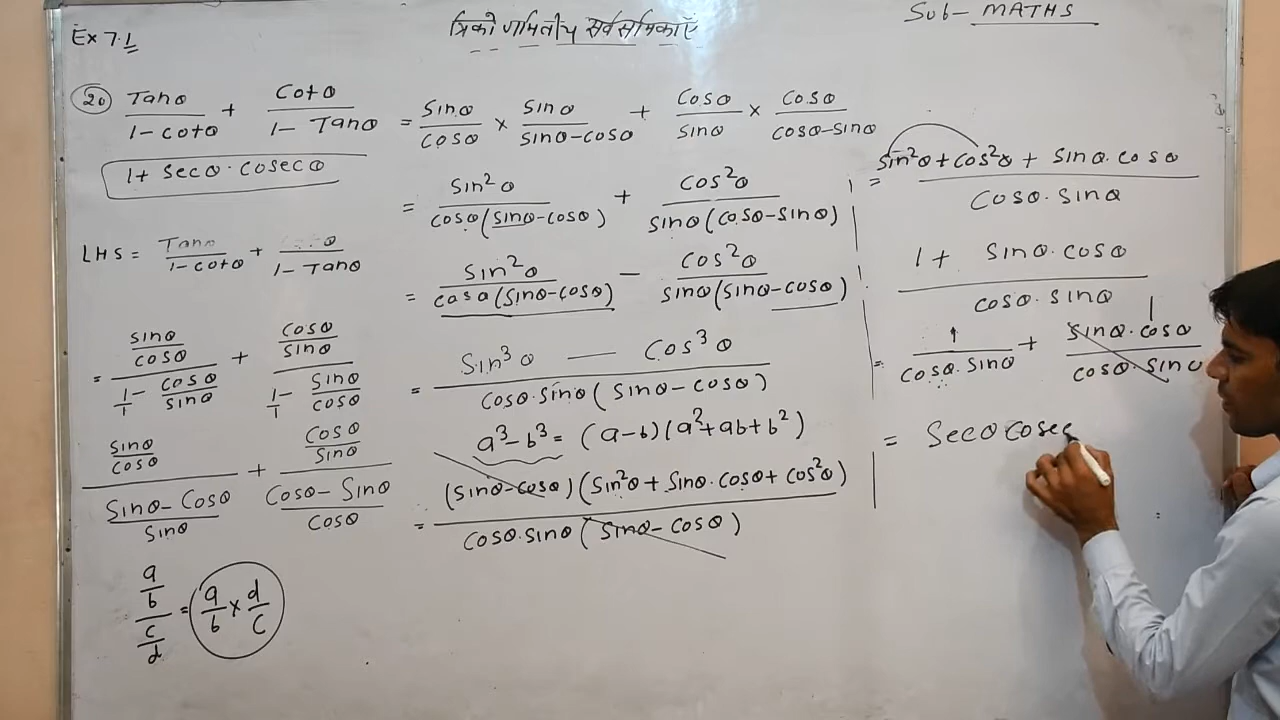 Ex 7.1
त्रिकोणमितीय सर्वसमिकाएँ
Sub- MATHS
20 Tanθ/(1-cotθ) + Cotθ/(1-Tanθ)
1+ secθ·cosecθ
LHS = Tanθ/(1-cotθ) + θ/(1-Tanθ)
= (sinθ/cosθ)/(1/1 - cosθ/sinθ) + (cosθ/sinθ)/(1/1 - sinθ/cosθ)
(sinθ/cosθ)/((sinθ-cosθ)/sinθ) + (cosθ/sinθ)/((cosθ-sinθ)/cosθ)
(a/b)/(c/d) = a/b × d/c
= sinθ/cosθ × sinθ/(sinθ-cosθ) + cosθ/sinθ × cosθ/(cosθ-sinθ)
= sin²θ/(cosθ(sinθ-cosθ)) + cos²θ/(sinθ(cosθ-sinθ))
= sin²θ/(cosθ(sinθ-cosθ)) - cos²θ/(sinθ(sinθ-cosθ))
= (sin³θ - cos³θ)/(cosθ·sinθ(sinθ-cosθ))
a³-b³ = (a-b)(a²+ab+b²)
= (sinθ-cosθ)(sin²θ+sinθ·cosθ+cos²θ)/(cosθ·sinθ(sinθ-cosθ))
= (sin²θ+cos²θ+sinθ·cosθ)/(cosθ·sinθ)
(1+ sinθ·cosθ)/(cosθ·sinθ)
= 1/(cosθ·sinθ) + (sinθ·cosθ)/(cosθ·sinθ) 1
= secθ cosec